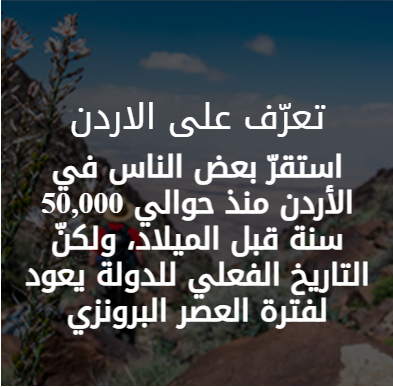 تعرّف على الاردن
استقرّ بعض الناس في
الأردن منذ حوالي 50,000
سنة قبل الميلاد، ولكنّ
التاريخ الفعلي للدولة يعود
لفترة العصر البرونزي